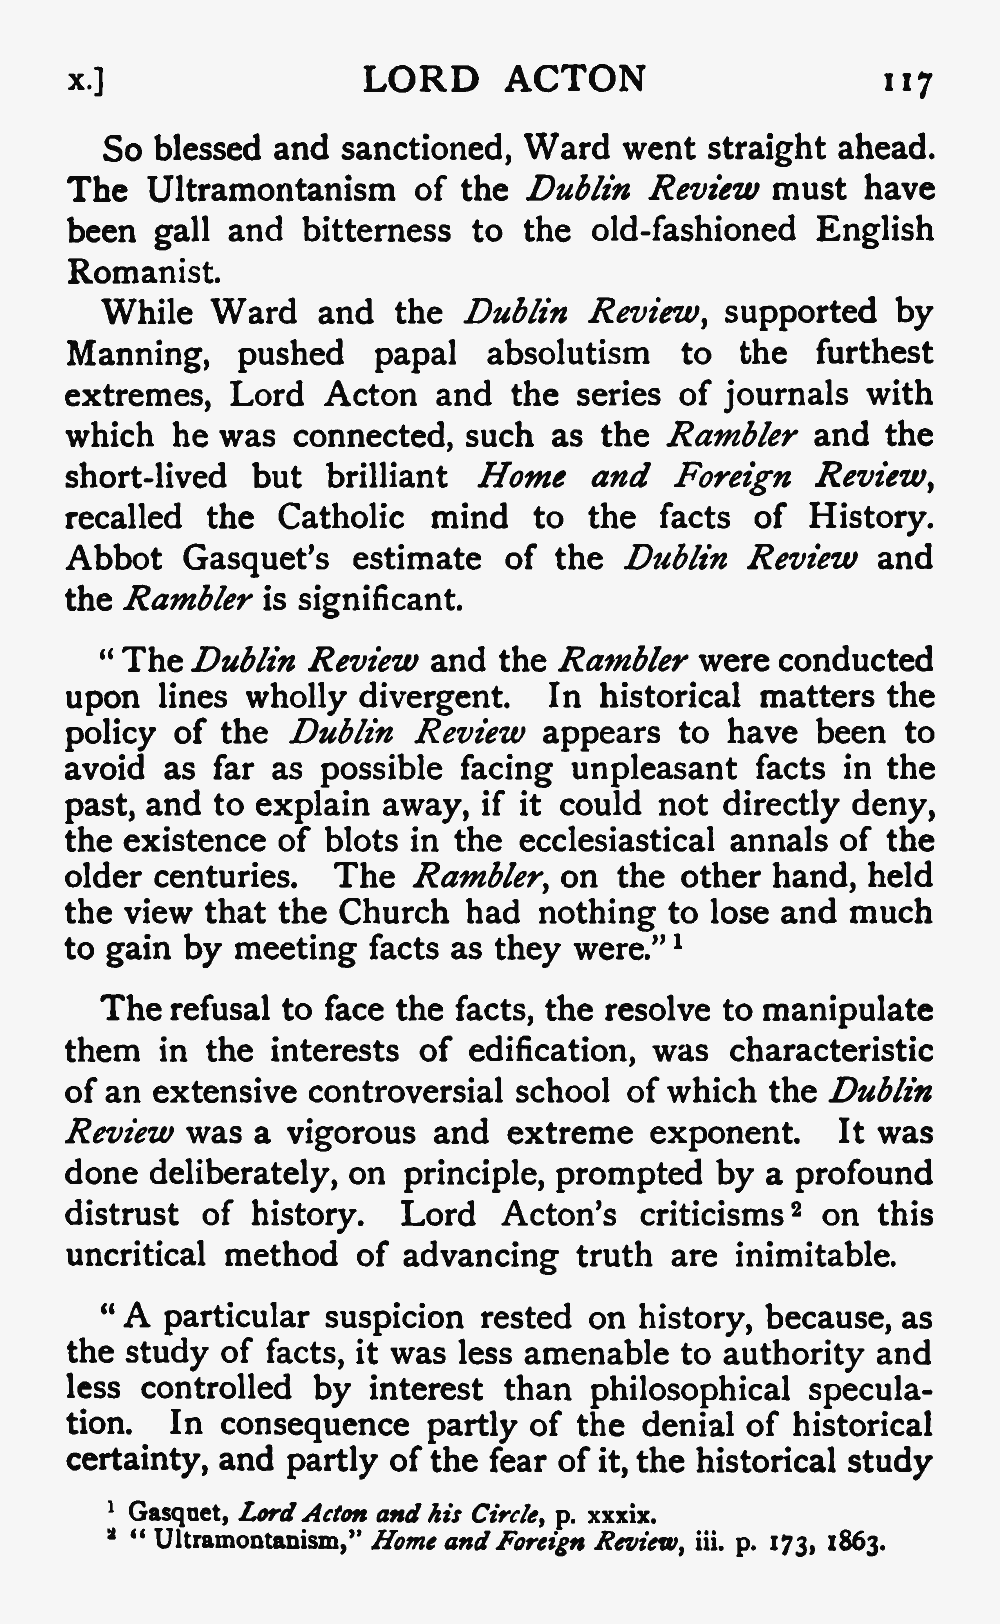 x.] LORD ACTON 117
So blessed and sanctioned, Ward went straight ahead.
The Ultramontanism of the Dublin Review must have
been gall and bitterness to the old-fashioned English
Romanist.
While Ward and the Dublin Review, supported by
Manning, pushed papal absolutism to the furthest
extremes, Lord Acton and the series of journals with
which he was connected, such as the Rambler and the
short-lived but brilliant Home and Foreign Review,
recalled the Catholic mind to the facts of History.
Abbot Gasquet's estimate of the Dublin Review and
the Rambler is significant.
“The Dublin Review and the Rambler were conducted
upon lines wholly divergent. In historical matters the
policy of the Dublin Review appears to have been to
avoid as far as possible facing unpleasant facts in the
past, and to explain away, if it could not directly deny,
the existence of blots in the ecclesiastical annals of the
older centuries. The Rambler, on the other hand, held
the view that the Church had nothing to lose and much
to gain by meeting facts as they were.” ¹
The refusal to face the facts, the resolve to manipulate
them in the interests of edification, was characteristic
of an extensive controversial school of which the Dublin
Review was a vigorous and extreme exponent. It was
done deliberately, on principle, prompted by a profound
distrust of history. Lord Acton's criticisms ² on this
uncritical method of advancing truth are inimitable.
“A particular suspicion rested on history, because, as
the study of facts, it was less amenable to authority and
less controlled by interest than philosophical specula-
tion. In consequence partly of the denial of historical
certainty, and partly of the fear of it, the historical study
¹ Gasquet, Lord Acton and his Circle, p. xxxix.
² “Ultramontanism,” Home and Foreign Review, iii. p. 173, 1863.